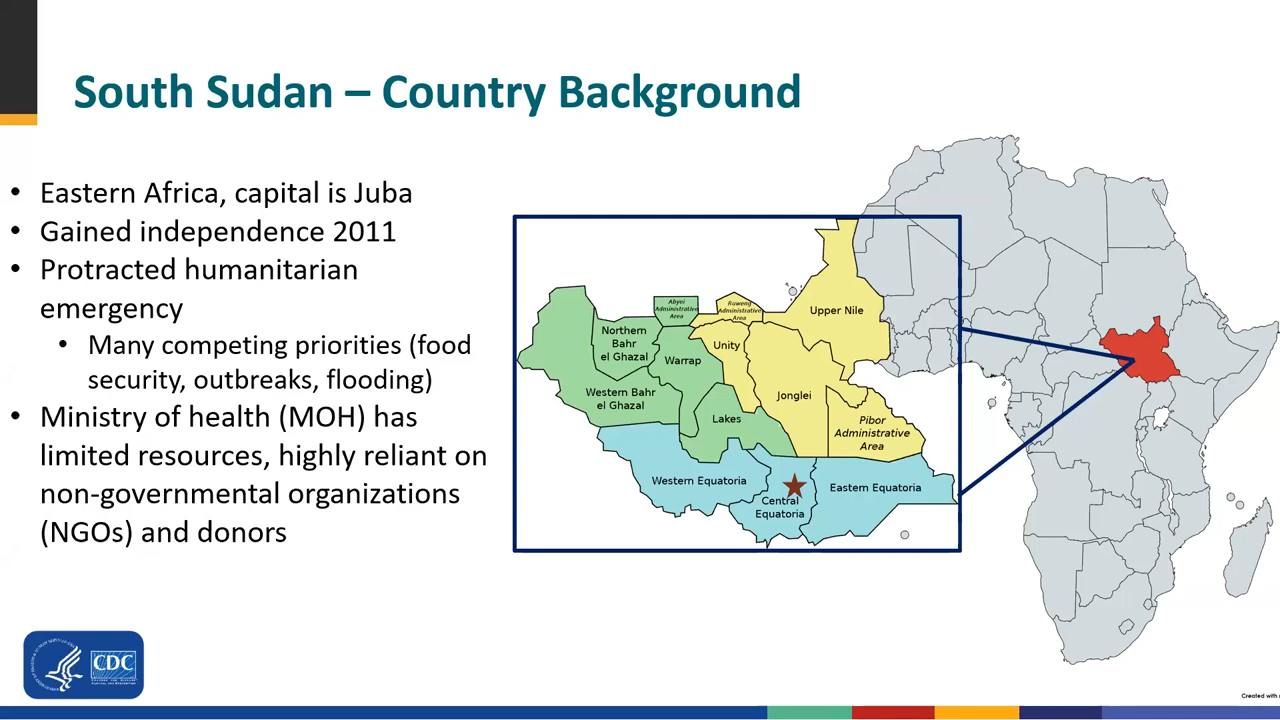 South Sudan – Country Background
• Eastern Africa, capital is Juba
• Gained independence 2011
• Protracted humanitarian
emergency
• Many competing priorities (food
security, outbreaks, flooding)
• Ministry of health (MOH) has
limited resources, highly reliant on
non-governmental organizations
(NGOs) and donors
Upper Nile
Abyei
Administrative
Area
Ruweng
Administrative
Area
Northern
Bahr
el Ghazal
Unity
Warrap
Western Bahr
el Ghazal
Jonglei
Lakes
Pibor
Administrative
Area
Western Equatoria
Central
Equatoria
Eastern Equatoria
CDC
Created with